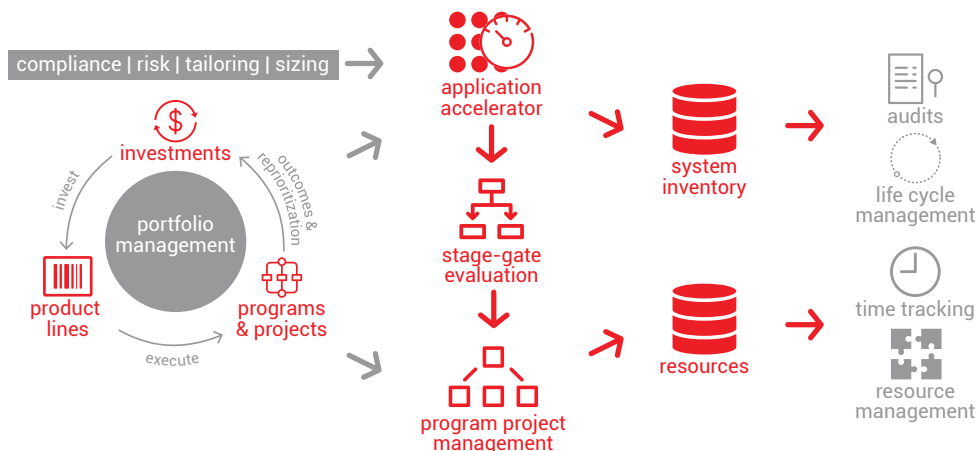 compliance | risk | tailoring | sizing
$
investments
invest
outcomes &
reprioritization
portfolio
management
product
lines
programs
& projects
execute
application
accelerator
stage-gate
evaluation
program project
management
system
inventory
resources
audits
life cycle
management
time tracking
resource
management